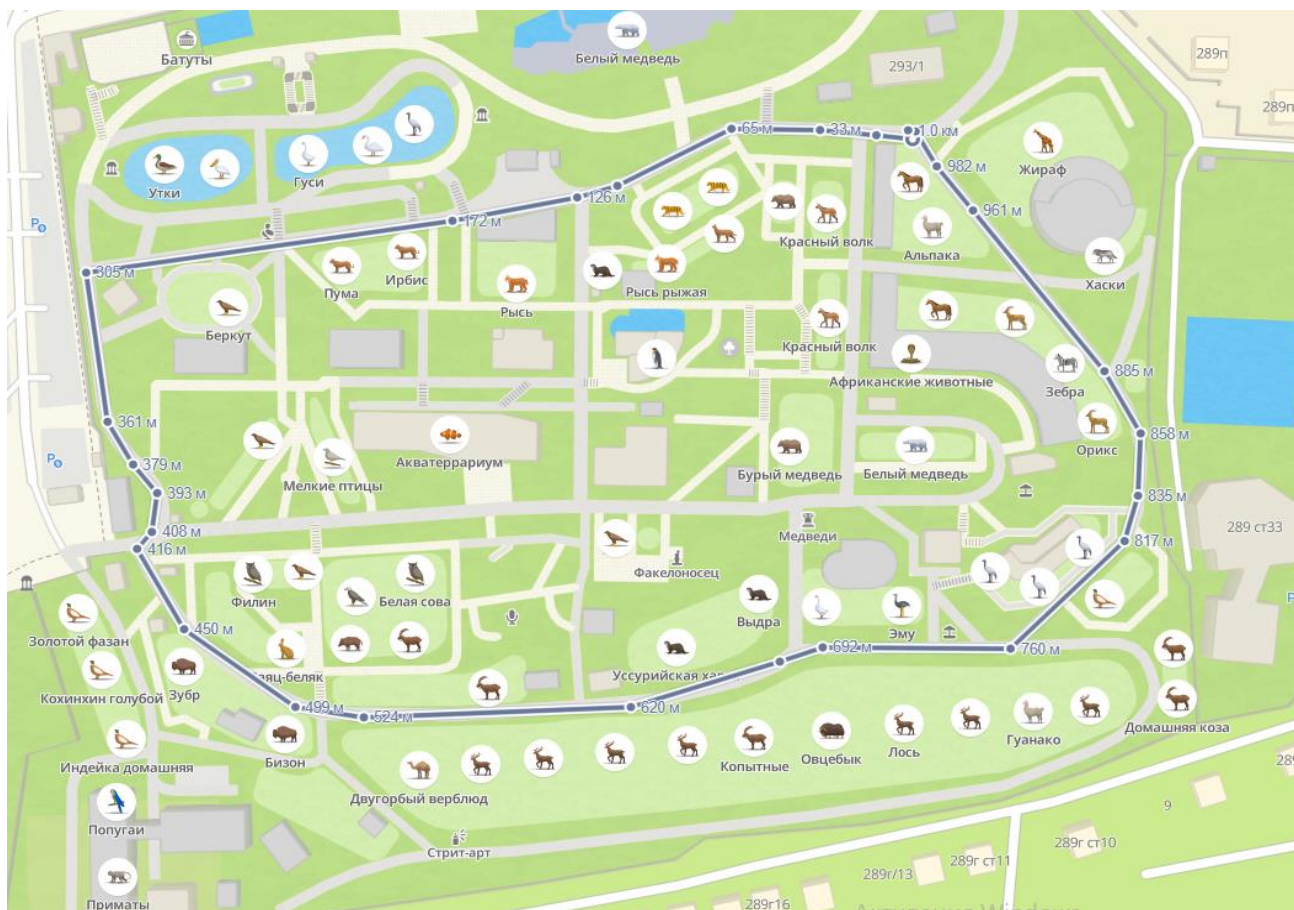 Батуты
Белый медведь
293/1
289п
289п
Утки
Гуси
65 м
33 м
1.0 км
Жираф
982 м
126 м
961 м
172 м
Красный волк
Альпака
305 м
Пума
Ирбис
Рысь
Рысь рыжая
Хаски
Беркут
Красный волк
Африканские животные
Зебра
885 м
361 м
858 м
Орикс
379 м
Мелкие птицы
Акватеррариум
Бурый медведь
Белый медведь
393 м
835 м
408 м
Медведи
817 м
289 ст33
416 м
Факелоносец
Филин
Белая сова
Выдра
Эму
Золотой фазан
450 м
692 м
760 м
Уссурийская
Кохинхин голубой
Зубр
499 м
524 м
620 м
Домашняя коза
Индейка домашняя
Бизон
Двугорбый верблюд
Копытные
Овцебык
Лось
Гуанако
Попугаи
Стрит-арт
9
289г ст10
289г ст11
289г/13
Приматы
289г16